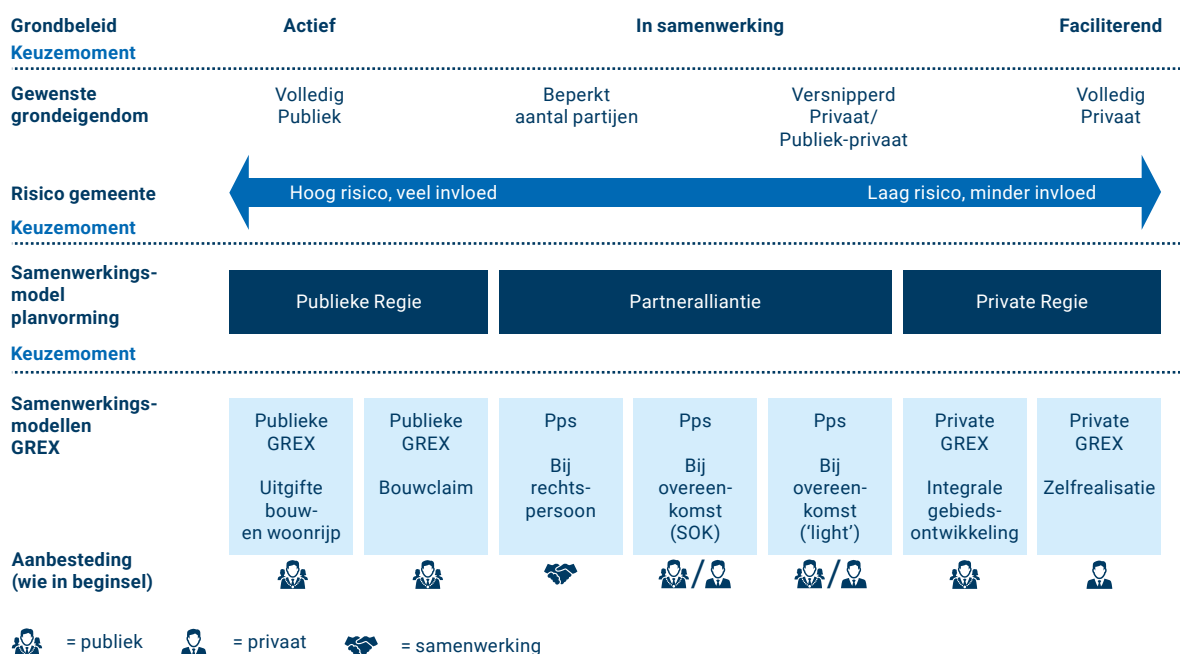 Grondbeleid
Actief
In samenwerking
Faciliterend
Keuzemoment
Gewenste
grondeigendom
Volledig
Publiek
Beperkt
aantal partijen
Versnipperd
Privaat/
Publiek-privaat
Volledig
Privaat
Risico gemeente
Hoog risico, veel invloed
Laag risico, minder invloed
Keuzemoment
Samenwerkings-
model
planvorming
Publieke Regie
Partneralliantie
Private Regie
Keuzemoment
Samenwerkings-
modellen
GREX
Publieke
GREX
Uitgifte
bouw-
en woonrijp
Publieke
GREX
Bouwclaim
Pps
Bij
rechts-
persoon
Pps
Bij
overeen-
komst
(SOK)
Pps
Bij
overeen-
komst
('light')
Private
GREX
Integrale
gebieds-
ontwikkeling
Private
GREX
Zelfrealisatie
Aanbesteding
(wie in beginsel)
/
/
= publiek
= privaat
= samenwerking